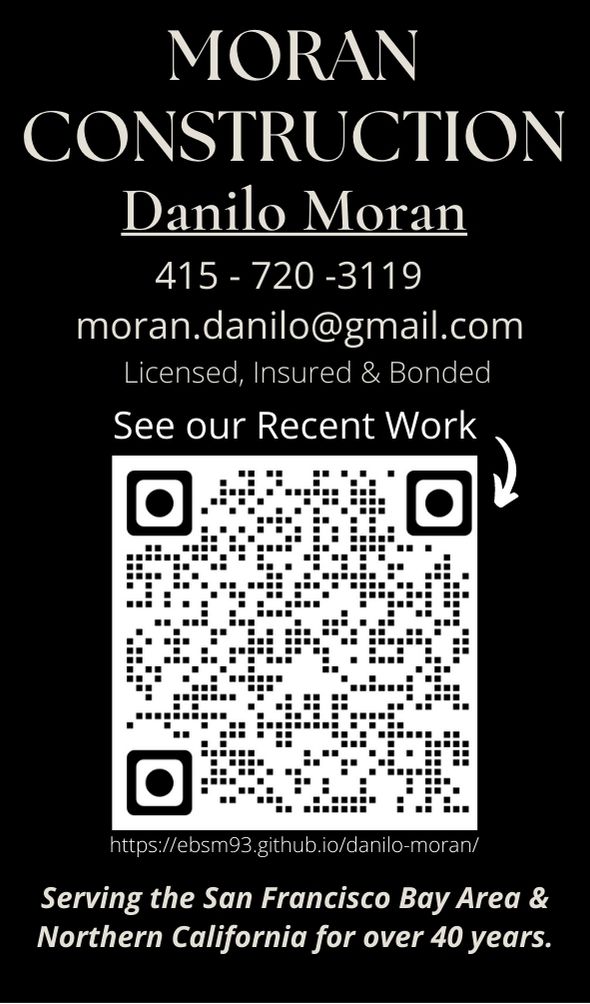 MORAN
CONSTRUCTION
Danilo Moran
415 - 720 -3119
moran.danilo@gmail.com
Licensed, Insured & Bonded
See our Recent Work
https://ebsm93.github.io/danilo-moran/
Serving the San Francisco Bay Area &
Northern California for over 40 years.